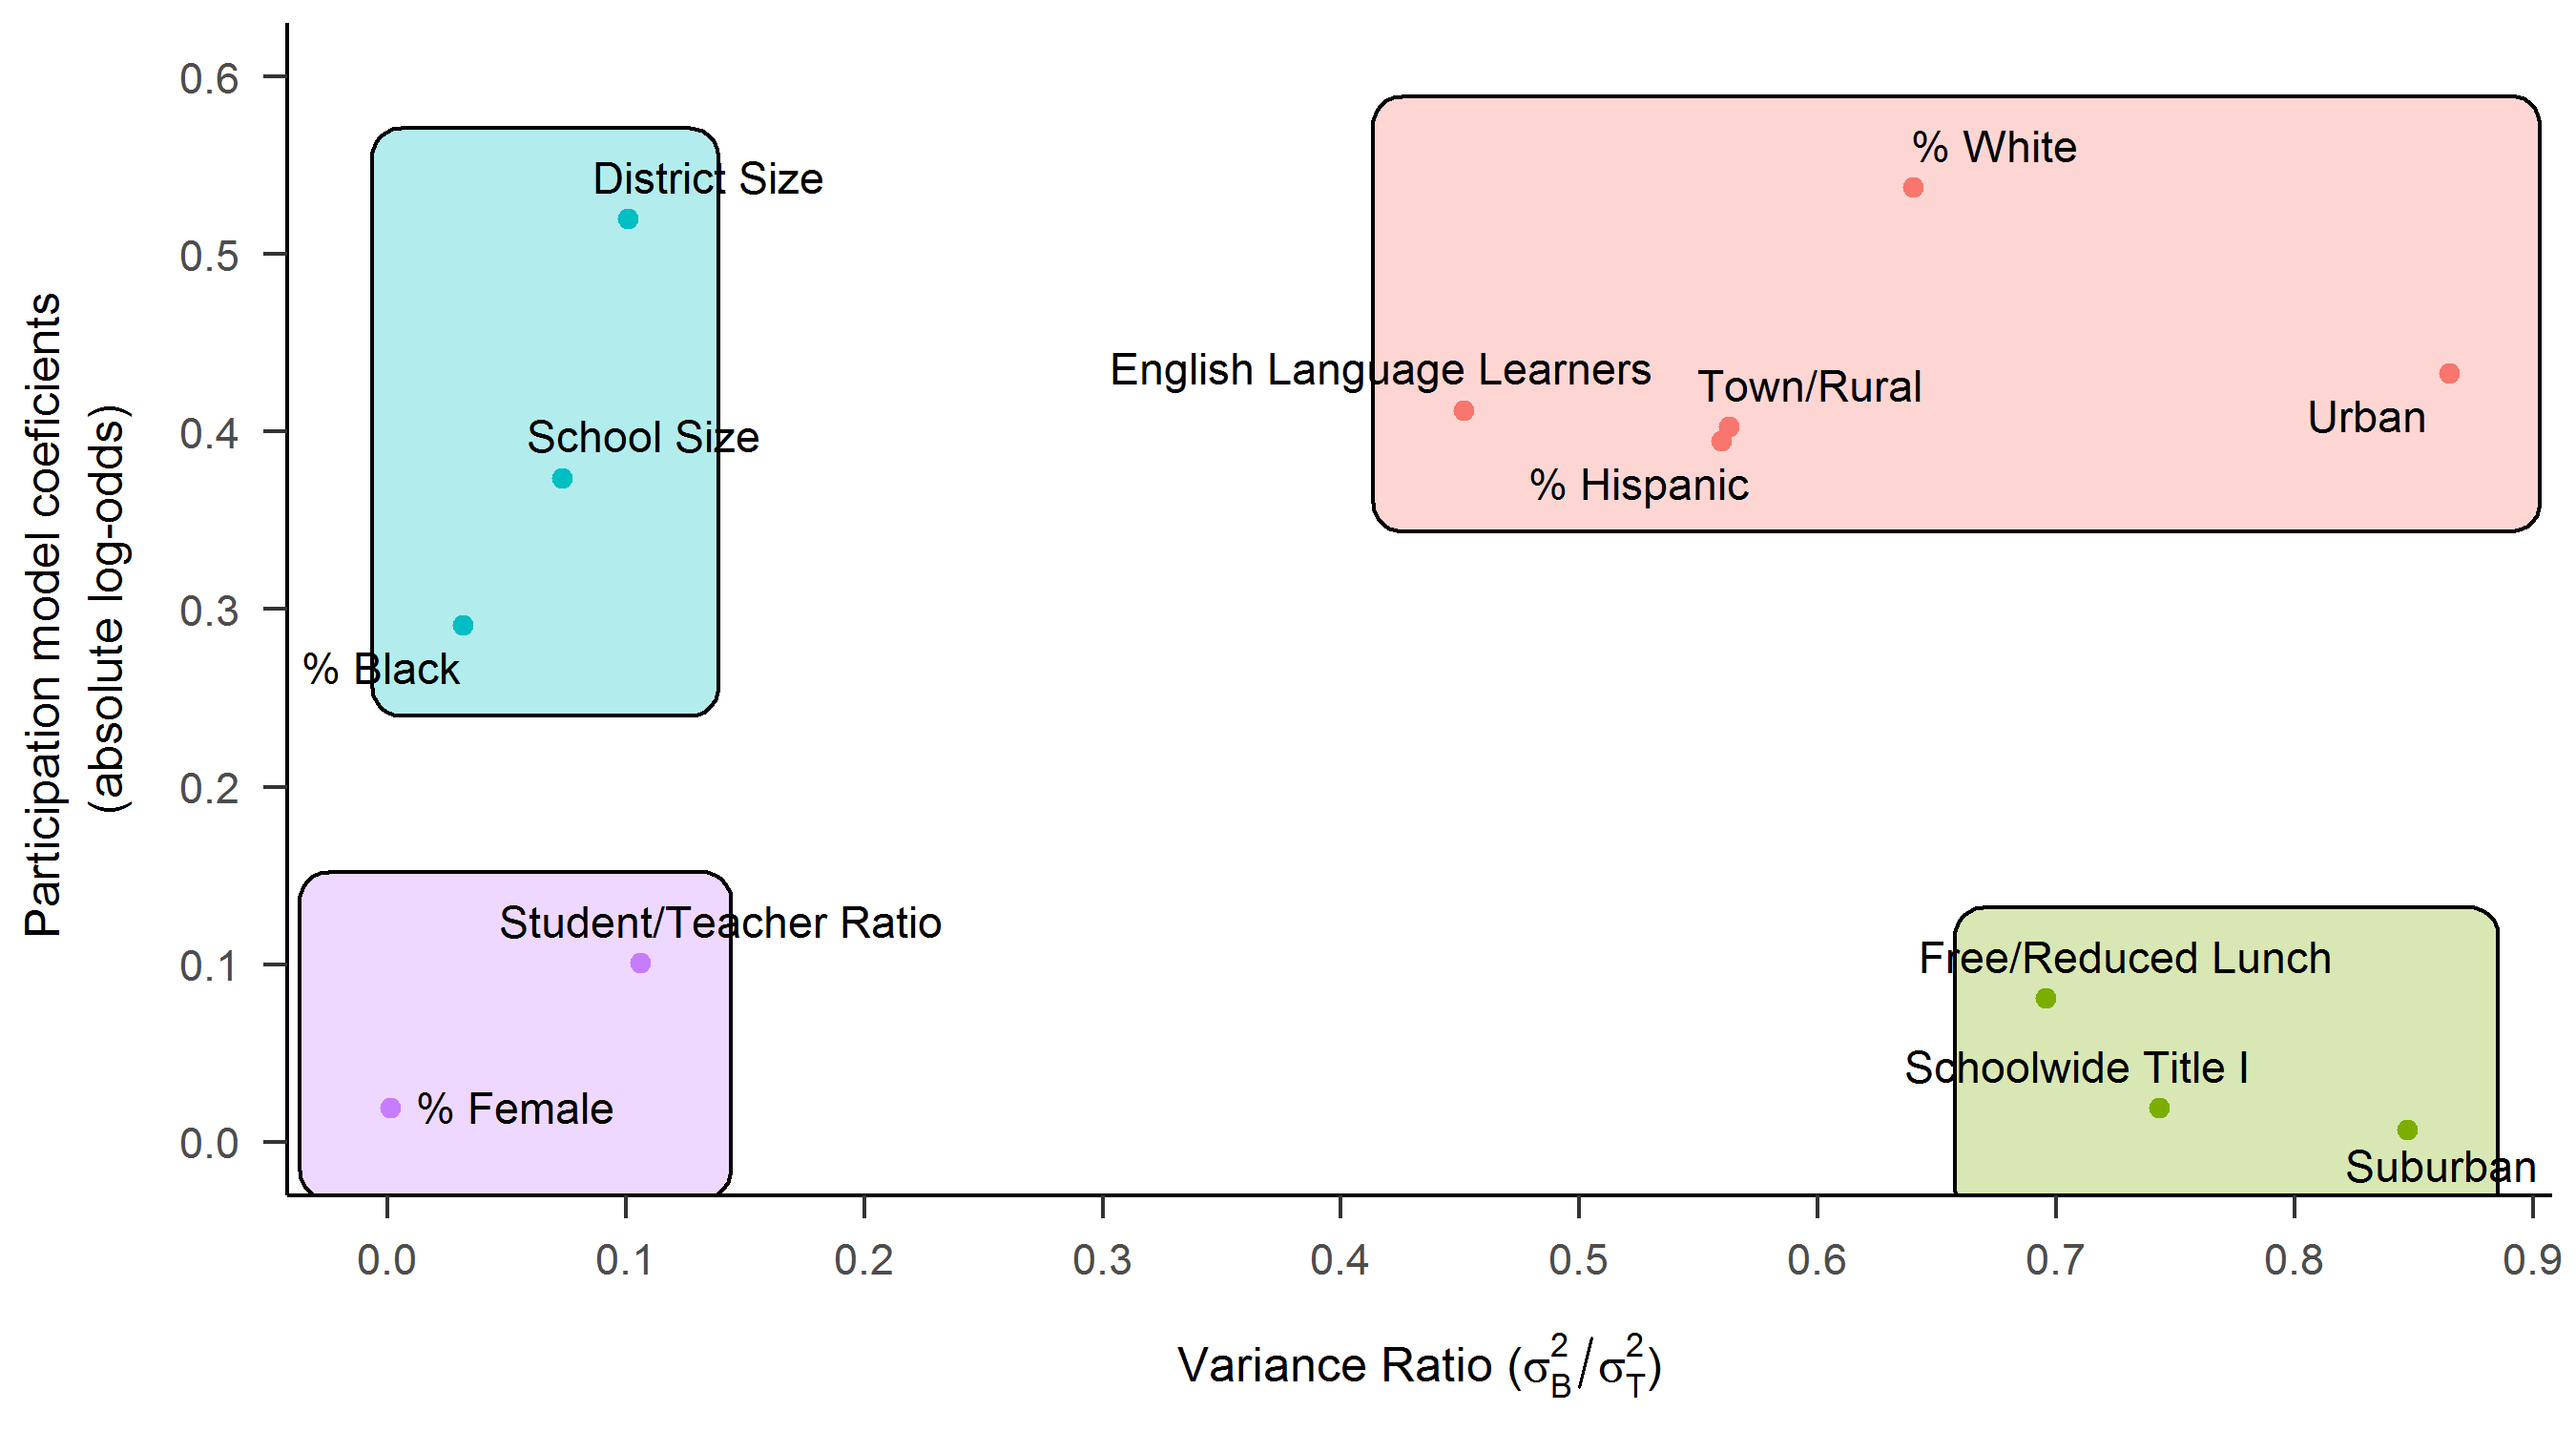 0.6
0.5
0.4
0.3
0.2
0.1
0.0
Participation model coeficients
(absolute log-odds)
% White
District Size
English Language Learners
Town/Rural
Urban
School Size
% Hispanic
% Black
Student/Teacher Ratio
Free/Reduced Lunch
Schoolwide Title I
% Female
Suburban
0.0 0.1 0.2 0.3 0.4 0.5 0.6 0.7 0.8 0.9
Variance Ratio (σ²_B/σ²_T)